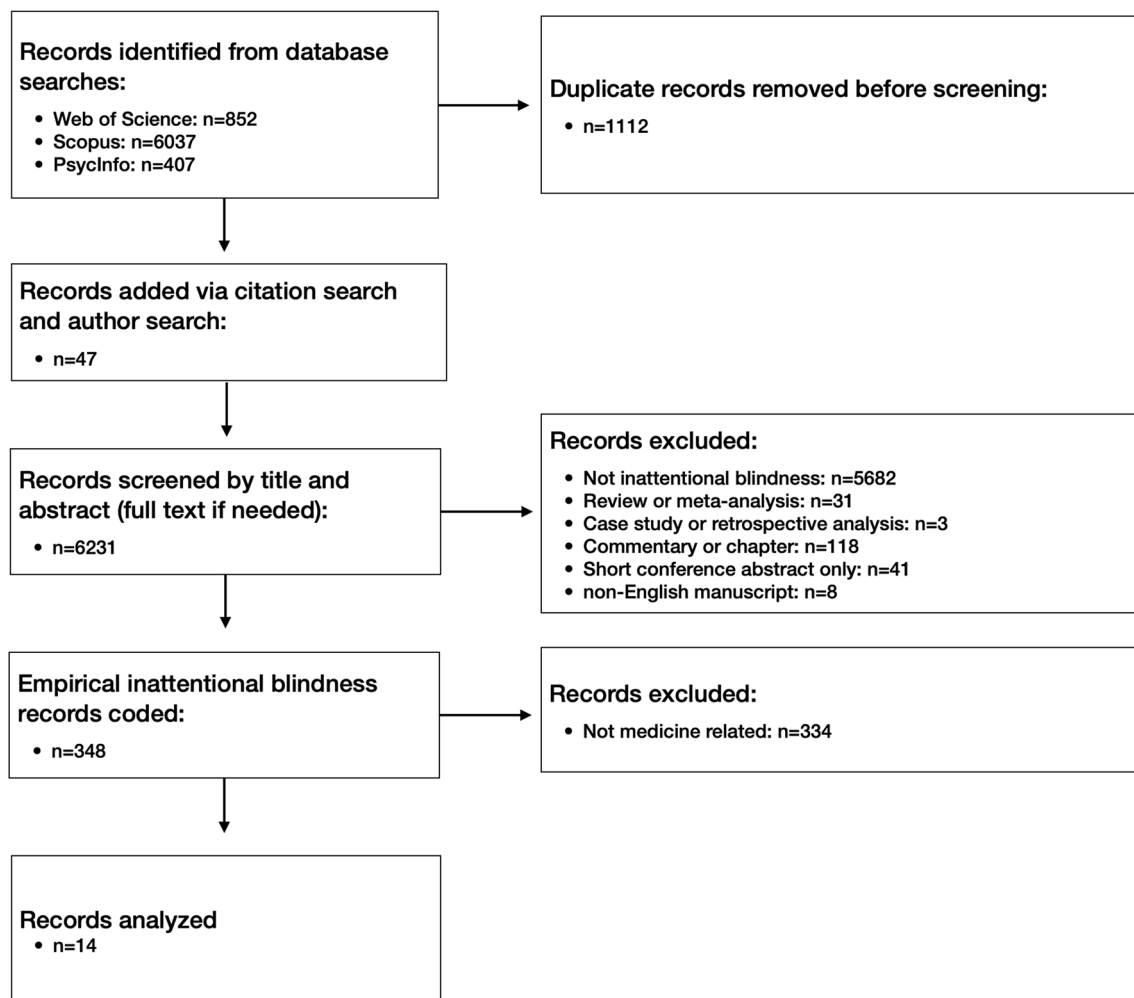 Records identified from database
searches:
• Web of Science: n=852
• Scopus: n=6037
• PsycInfo: n=407
Duplicate records removed before screening:
• n=1112
Records added via citation search
and author search:
• n=47
Records screened by title and
abstract (full text if needed):
• n=6231
Records excluded:
• Not inattentional blindness: n=5682
• Review or meta-analysis: n=31
• Case study or retrospective analysis: n=3
• Commentary or chapter: n=118
• Short conference abstract only: n=41
• non-English manuscript: n=8
Empirical inattentional blindness
records coded:
• n=348
Records excluded:
• Not medicine related: n=334
Records analyzed
• n=14